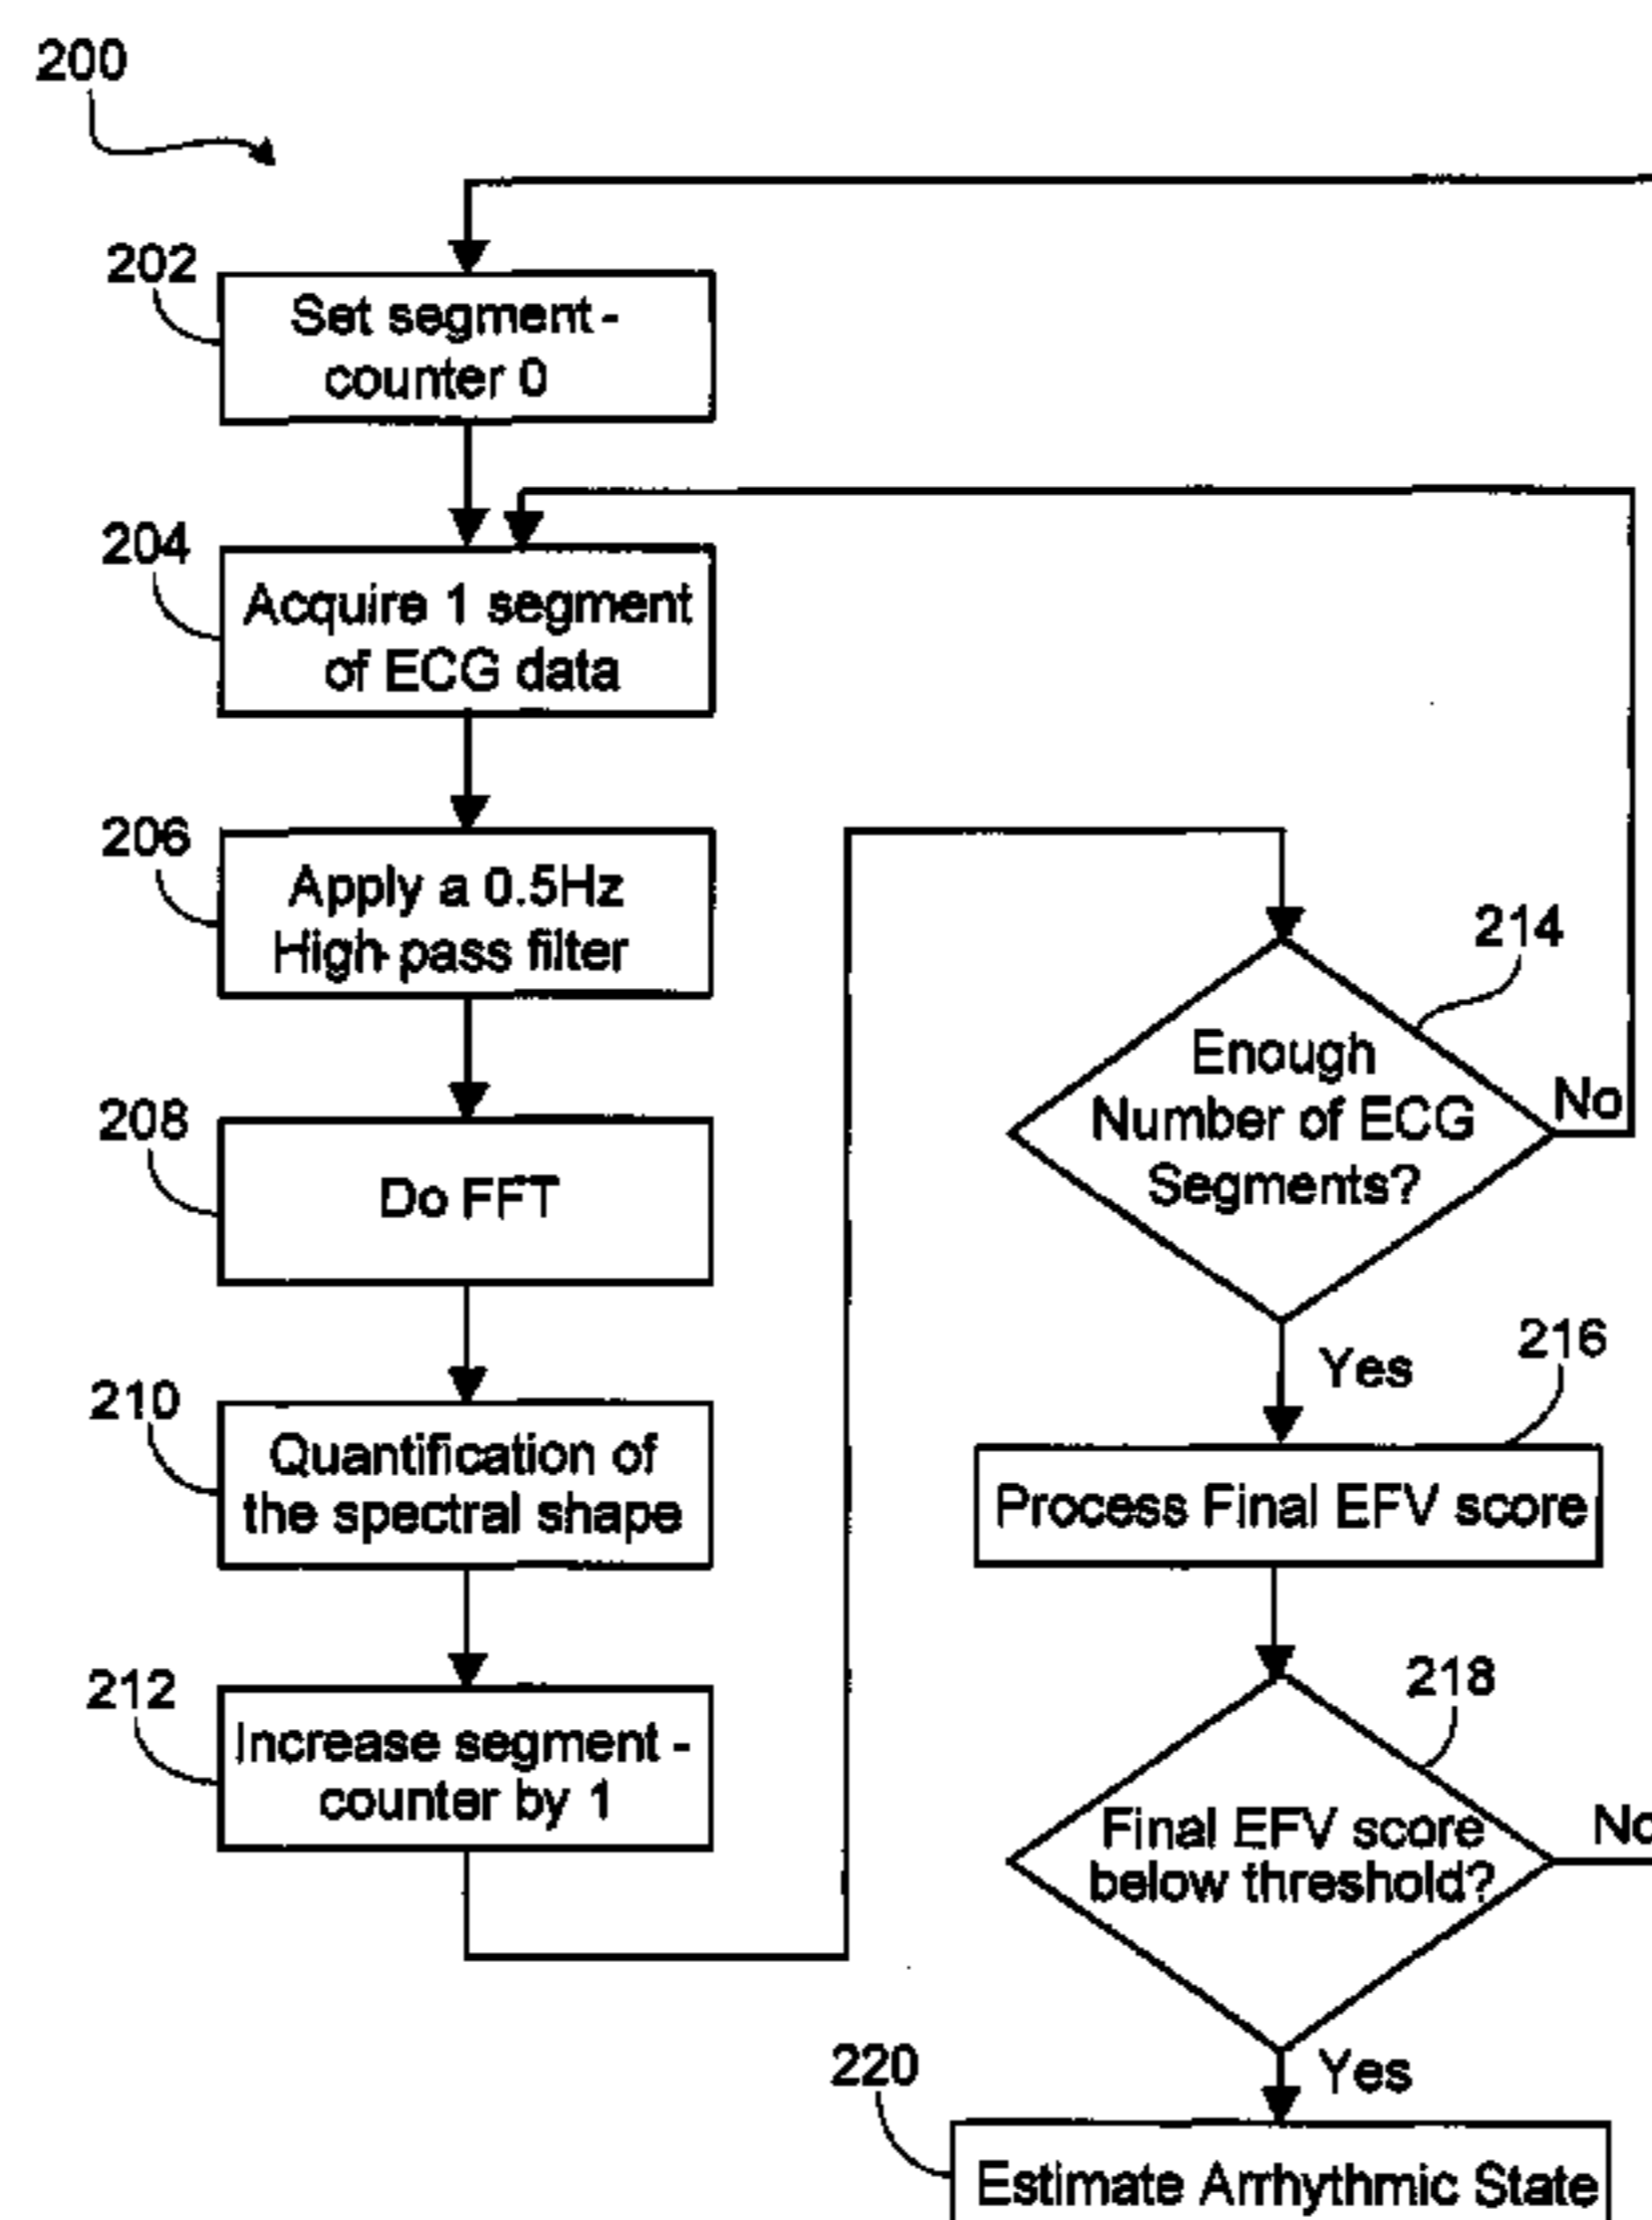 200
202
Set segment -
counter 0
204
Acquire 1 segment
of ECG data
206
Apply a 0.5Hz
High-pass filter
208
Do FFT
210
Quantification of
the spectral shape
212
Increase segment -
counter by 1
214
Enough
Number of ECG
Segments?
No
Yes
216
Process Final EFV score
218
Final EFV score
below threshold?
No
Yes
220
Estimate Arrhythmic State